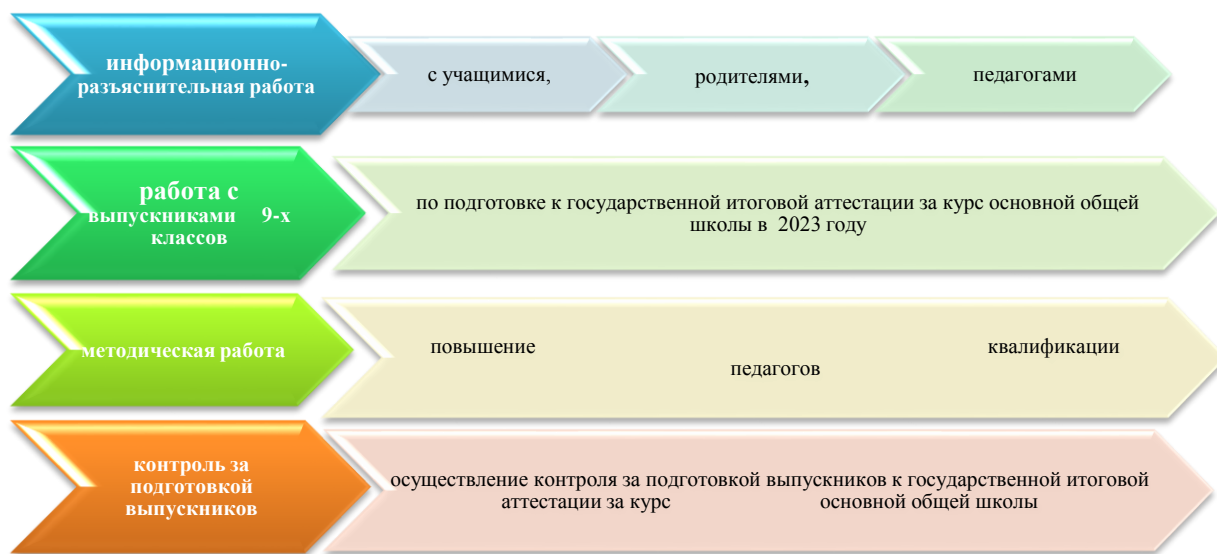 информационно-
разъяснительная работа
с учащимися,
родителями,
педагогами
работа с
выпускниками 9-х
классов
по подготовке к государственной итоговой аттестации за курс основной общей
школы в 2023 году
методическая работа
повышение квалификации
педагогов
контроль за
подготовкой
выпускников
осуществление контроля за подготовкой выпускников к государственной итоговой
аттестации за курс основной общей школы